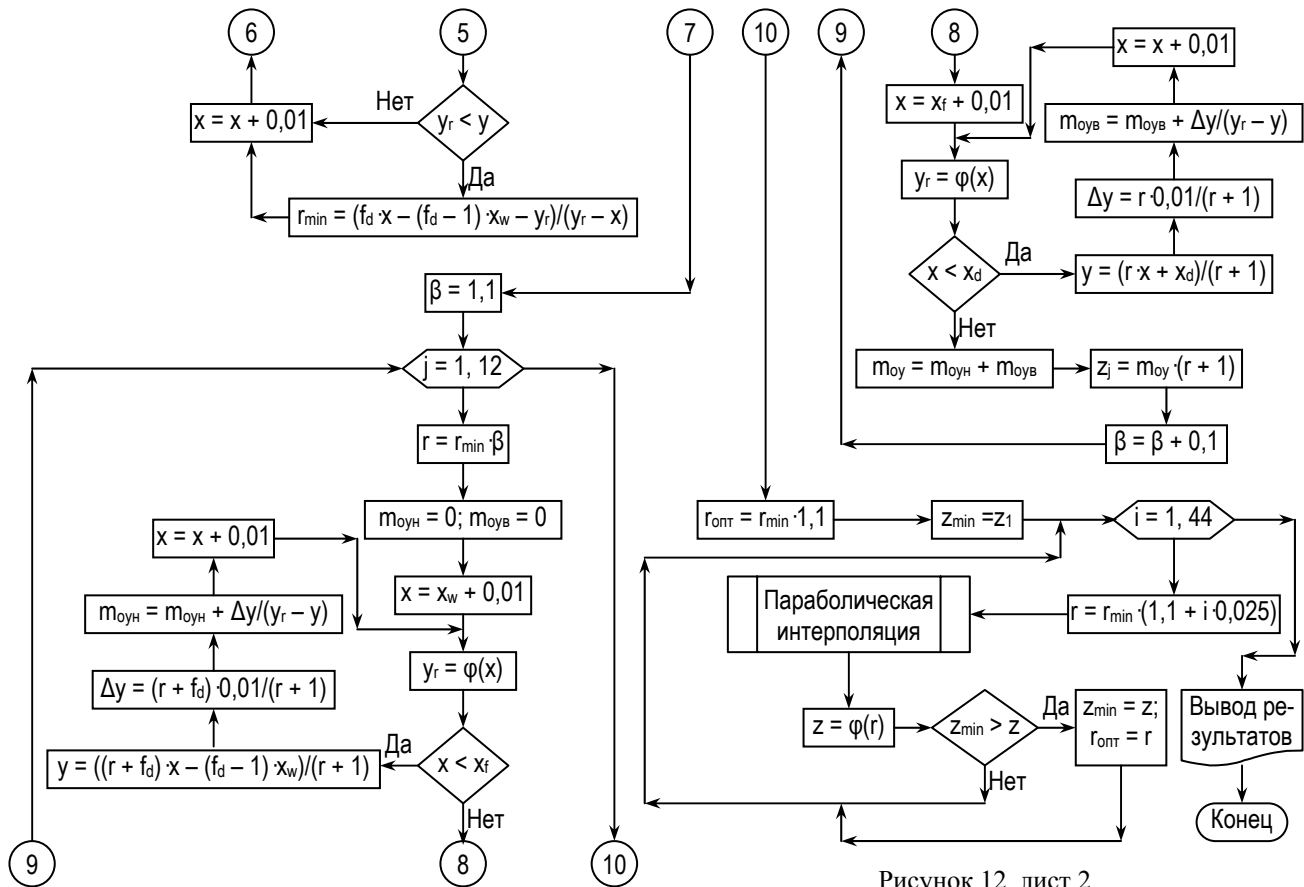 6
5
7
10
9
8
x = x + 0,01
Нет
yr < y
x = x + 0,01
x = xf + 0,01
mоув = mоув + Δy/(yr – y)
Да
yr = φ(x)
Δy = r·0,01/(r + 1)
rmin = (fd·x – (fd – 1)·xw – yr)/(yr – x)
Да
x < xd
y = (r·x + xd)/(r + 1)
β = 1,1
Нет
j = 1, 12
mоу = mоун + mоув
zj = mоу·(r + 1)
r = rmin·β
β = β + 0,1
mоун = 0; mоув = 0
rопт = rmin·1,1
zmin =z1
i = 1, 44
x = x + 0,01
x = xw + 0,01
Параболическая
интерполяция
r = rmin·(1,1 + i·0,025)
mоун = mоун + Δy/(yr – y)
yr = φ(x)
Δy = (r + fd)·0,01/(r + 1)
z = φ(r)
zmin > z
Да
zmin = z;
rопт = r
Вывод ре-
зультатов
Да
y = ((r + fd)·x – (fd – 1)·xw)/(r + 1)
x < xf
Нет
Нет
Конец
9
8
10
Рисунок 12, лист 2